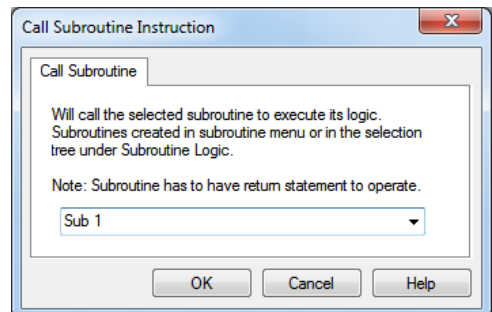 Call Subroutine Instruction
Call Subroutine
Will call the selected subroutine to execute its logic.
Subroutines created in subroutine menu or in the selection
tree under Subroutine Logic.
Note: Subroutine has to have return statement to operate.
Sub 1
OK Cancel Help